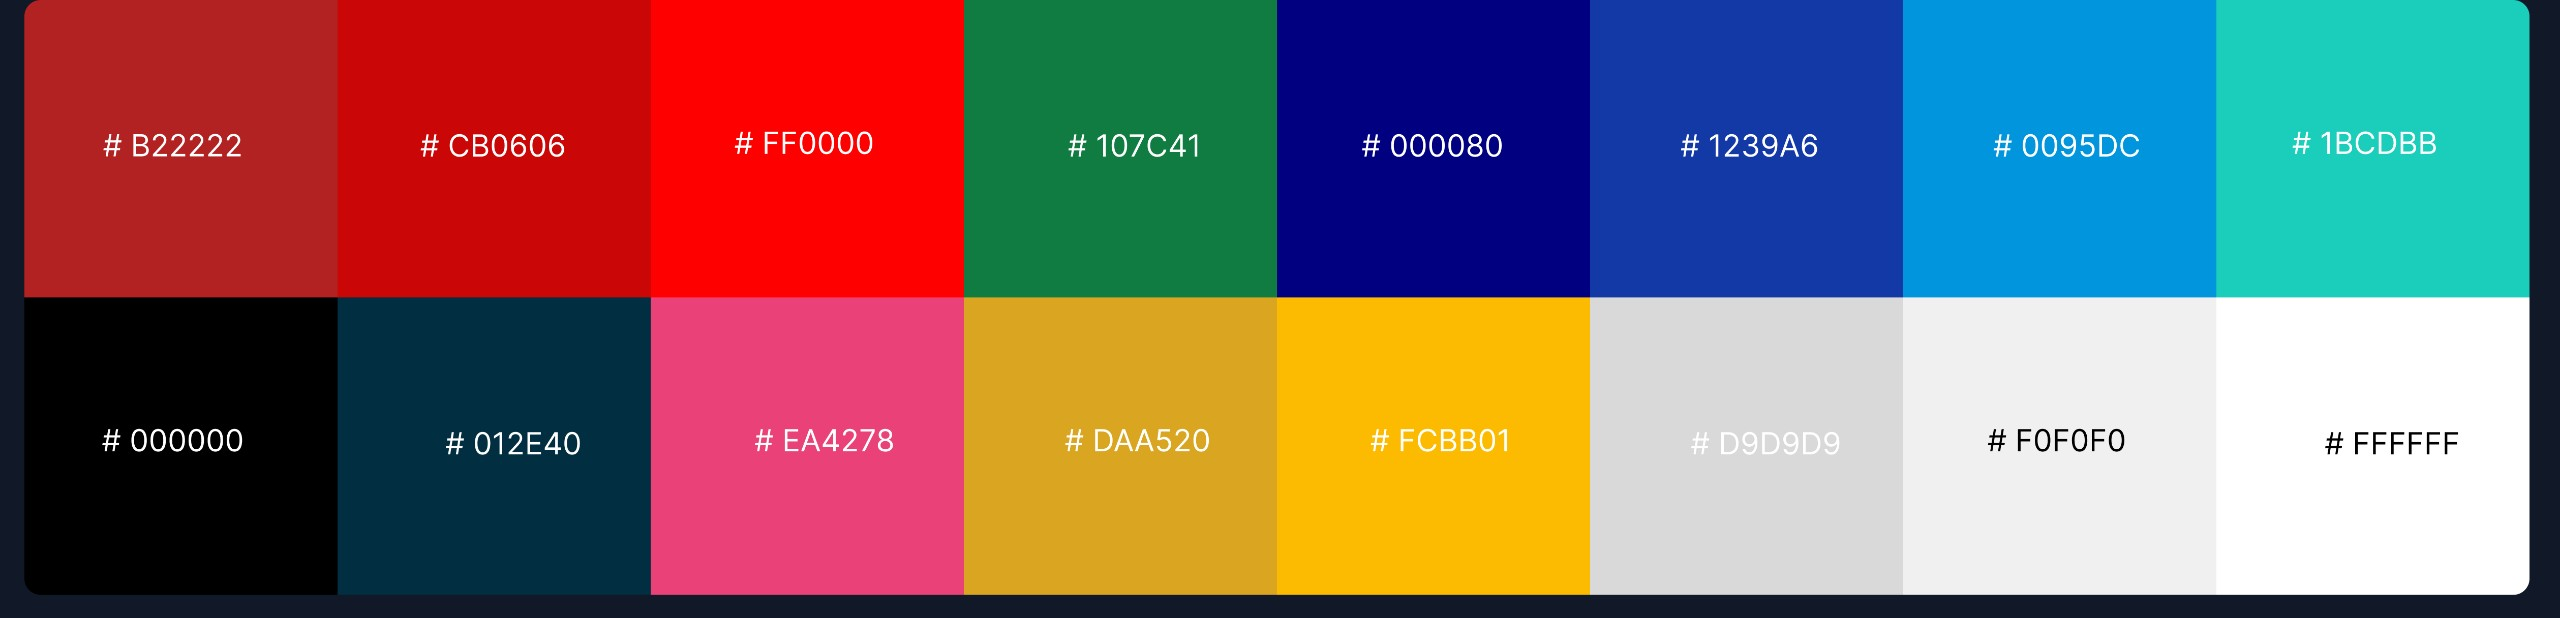 # B22222
# CB0606
# FF0000
# 107C41
# 000080
# 1239A6
# 0095DC
# 1BCDBB
# 000000
# 012E40
# EA4278
# DAA520
# FCBB01
# D9D9D9
# F0F0F0
# FFFFFF